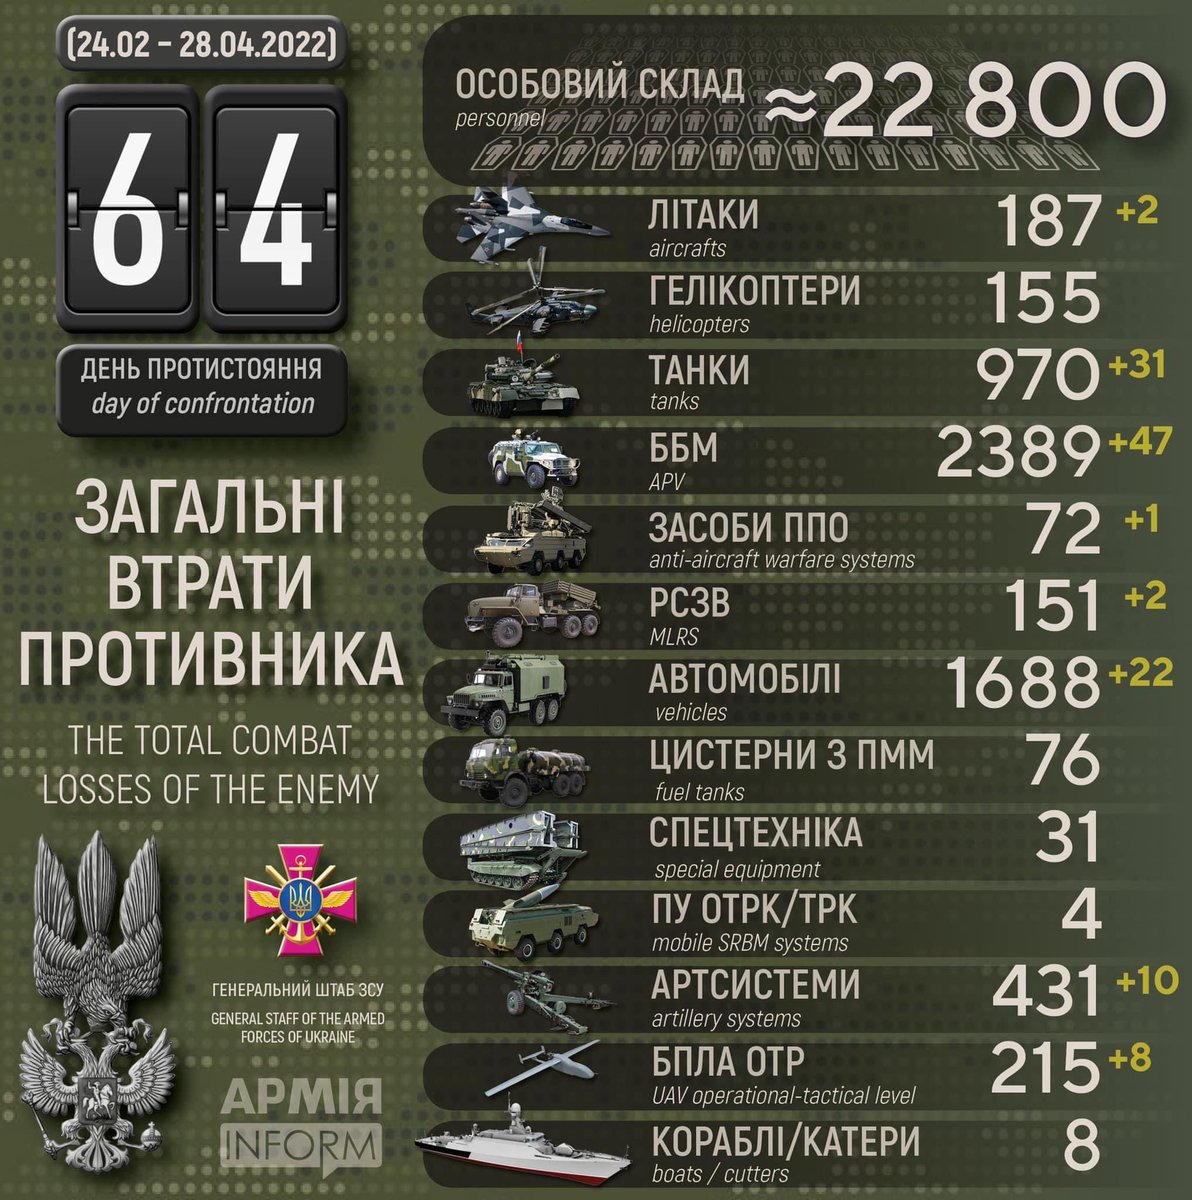 (24.02 – 28.04.2022)
64
ДЕНЬ ПРОТИСТОЯННЯ
day of confrontation
ЗАГАЛЬНІ
ВТРАТИ
ПРОТИВНИКА
THE TOTAL COMBAT
LOSSES OF THE ENEMY
ГЕНЕРАЛЬНИЙ ШТАБ ЗСУ
GENERAL STAFF OF THE ARMED
FORCES OF UKRAINE
АРМІЯ
INFORM
ОСОБОВИЙ СКЛАД ≈22 800
personnel
ЛІТАКИ 187 +2
aircrafts
ГЕЛІКОПТЕРИ 155
helicopters
ТАНКИ 970 +31
tanks
ББМ 2389 +47
APV
ЗАСОБИ ППО 72 +1
anti-aircraft warfare systems
РСЗВ 151 +2
MLRS
АВТОМОБІЛІ 1688 +22
vehicles
ЦИСТЕРНИ З ПММ 76
fuel tanks
СПЕЦТЕХНІКА 31
special equipment
ПУ ОТРК/ТРК 4
mobile SRBM systems
АРТСИСТЕМИ 431 +10
artillery systems
БПЛА ОТР 215 +8
UAV operational-tactical level
КОРАБЛІ/КАТЕРИ 8
boats / cutters